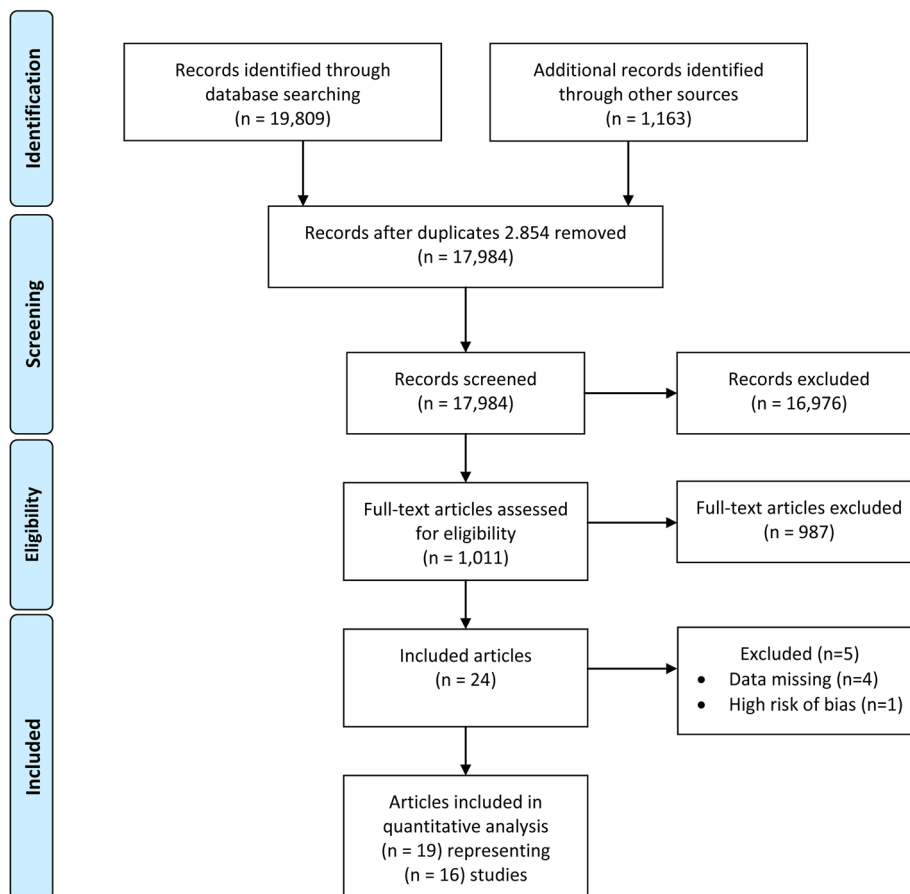 Identification
Records identified through
database searching
(n = 19,809)
Additional records identified
through other sources
(n = 1,163)
Screening
Records after duplicates 2.854 removed
(n = 17,984)
Records screened
(n = 17,984)
Records excluded
(n = 16,976)
Eligibility
Full-text articles assessed
for eligibility
(n = 1,011)
Full-text articles excluded
(n = 987)
Included
Included articles
(n = 24)
Excluded (n=5)
• Data missing (n=4)
• High risk of bias (n=1)
Articles included in
quantitative analysis
(n = 19) representing
(n = 16) studies